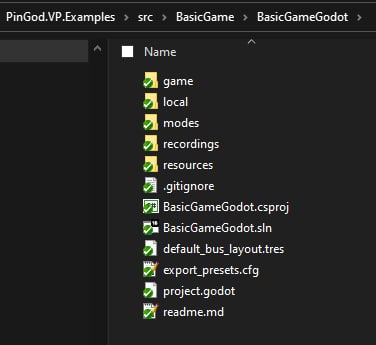 PinGod.VP.Examples > src > BasicGame > BasicGameGodot >
Name
game
local
modes
recordings
resources
.gitignore
BasicGameGodot.csproj
BasicGameGodot.sln
default_bus_layout.tres
export_presets.cfg
project.godot
readme.md